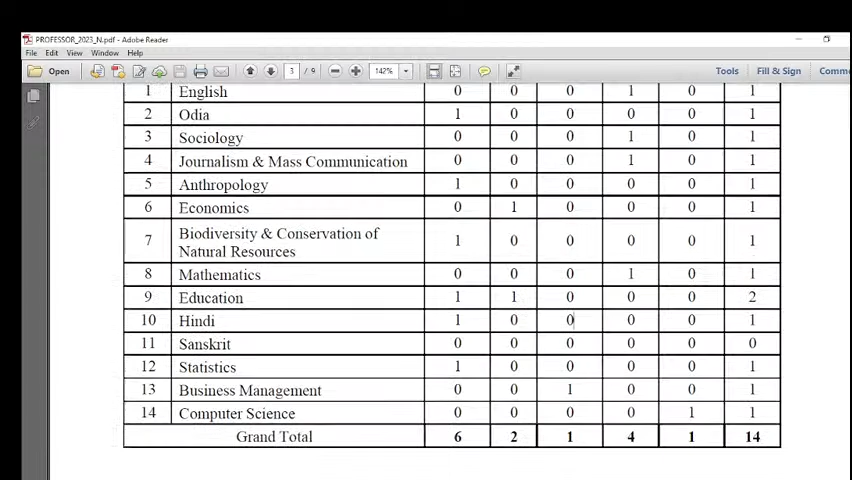 PROFESSOR_2023_N.pdf - Adobe Reader
File Edit View Window Help
Open 3 / 9 142% Tools Fill & Sign Comme
1 English 0 0 0 1 0 1
2 Odia 1 0 0 0 0 1
3 Sociology 0 0 0 1 0 1
4 Journalism & Mass Communication 0 0 0 1 0 1
5 Anthropology 1 0 0 0 0 1
6 Economics 0 1 0 0 0 1
7 Biodiversity & Conservation of Natural Resources 1 0 0 0 0 1
8 Mathematics 0 0 0 1 0 1
9 Education 1 1 0 0 0 2
10 Hindi 1 0 0 0 0 1
11 Sanskrit 0 0 0 0 0 0
12 Statistics 1 0 0 0 0 1
13 Business Management 0 0 1 0 0 1
14 Computer Science 0 0 0 0 1 1
Grand Total 6 2 1 4 1 14